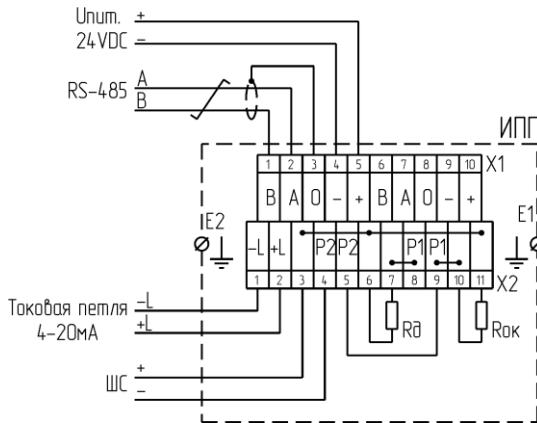 Uпит. +
24VDC –
RS-485 A
B
ИПП
1 2 3 4 5 6 7 8 9 10 X1
B A 0 – + B A 0 – +
E2 E1
–L +L P2 P2 P1 P1
1 2 3 4 5 6 7 8 9 10 11 X2
Токовая петля –L
4-20мА +L
Rд Rок
ШС +
–